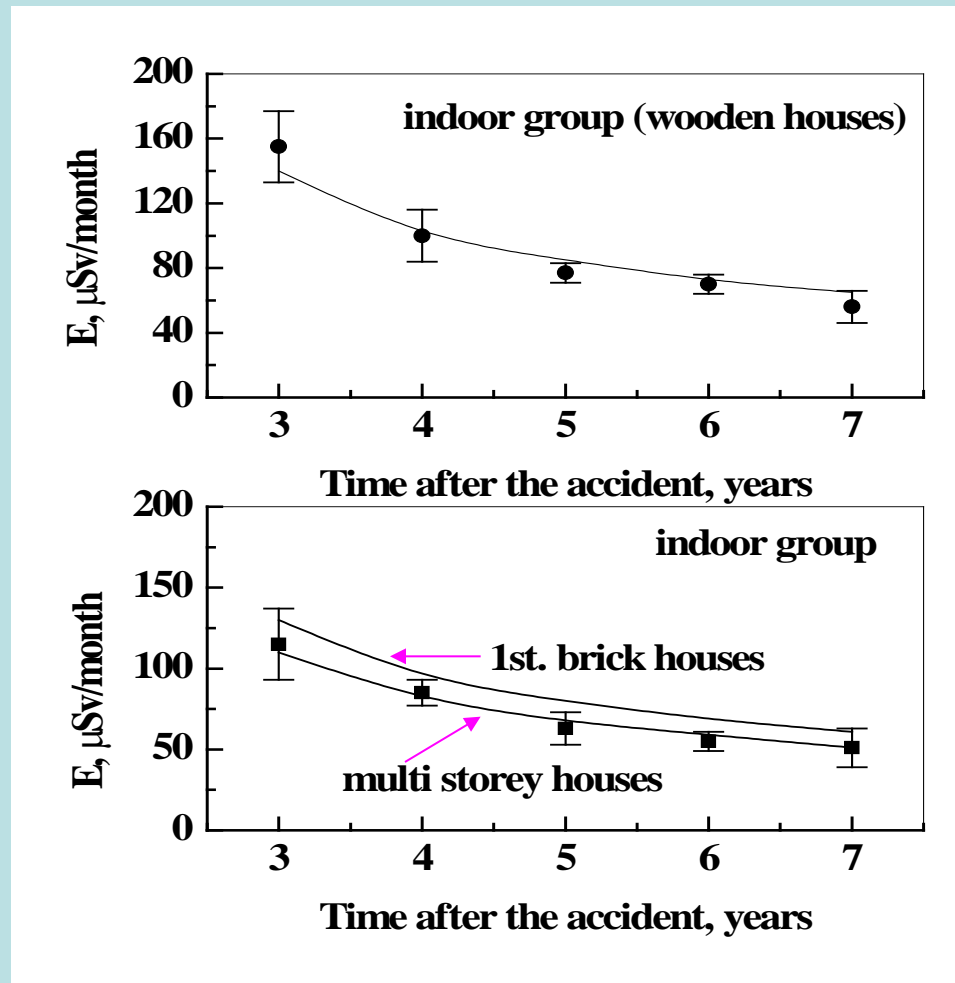 200
160
120
80
40
0
E, μSv/month
indoor group (wooden houses)
3 4 5 6 7
Time after the accident, years
200
150
100
50
0
E, μSv/month
indoor group
1st. brick houses
multi storey houses
3 4 5 6 7
Time after the accident, years